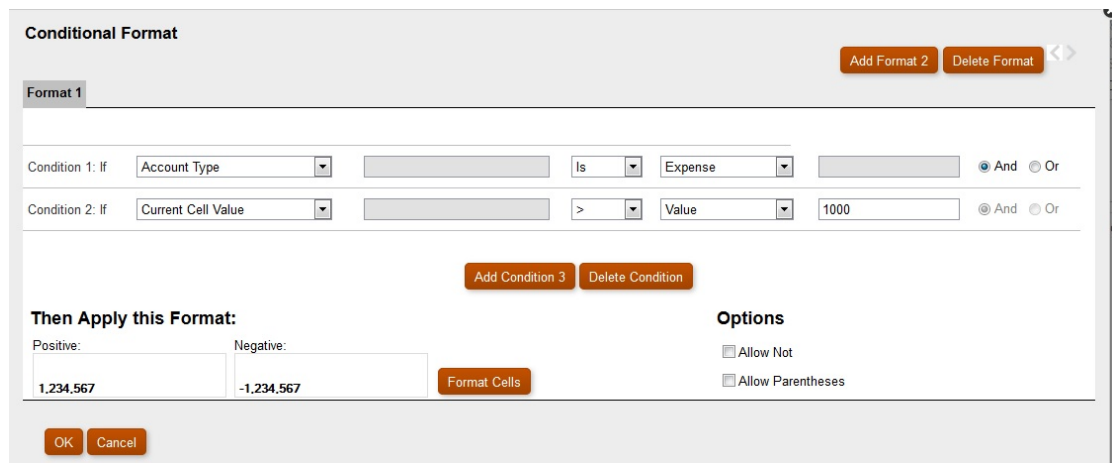 Conditional Format
Add Format 2 Delete Format
Format 1
Condition 1: If Account Type Is Expense And Or
Condition 2: If Current Cell Value > Value 1000 And Or
Add Condition 3 Delete Condition
Then Apply this Format: Options
Positive: Negative: Allow Not
1,234,567 -1,234,567 Format Cells Allow Parentheses
OK Cancel